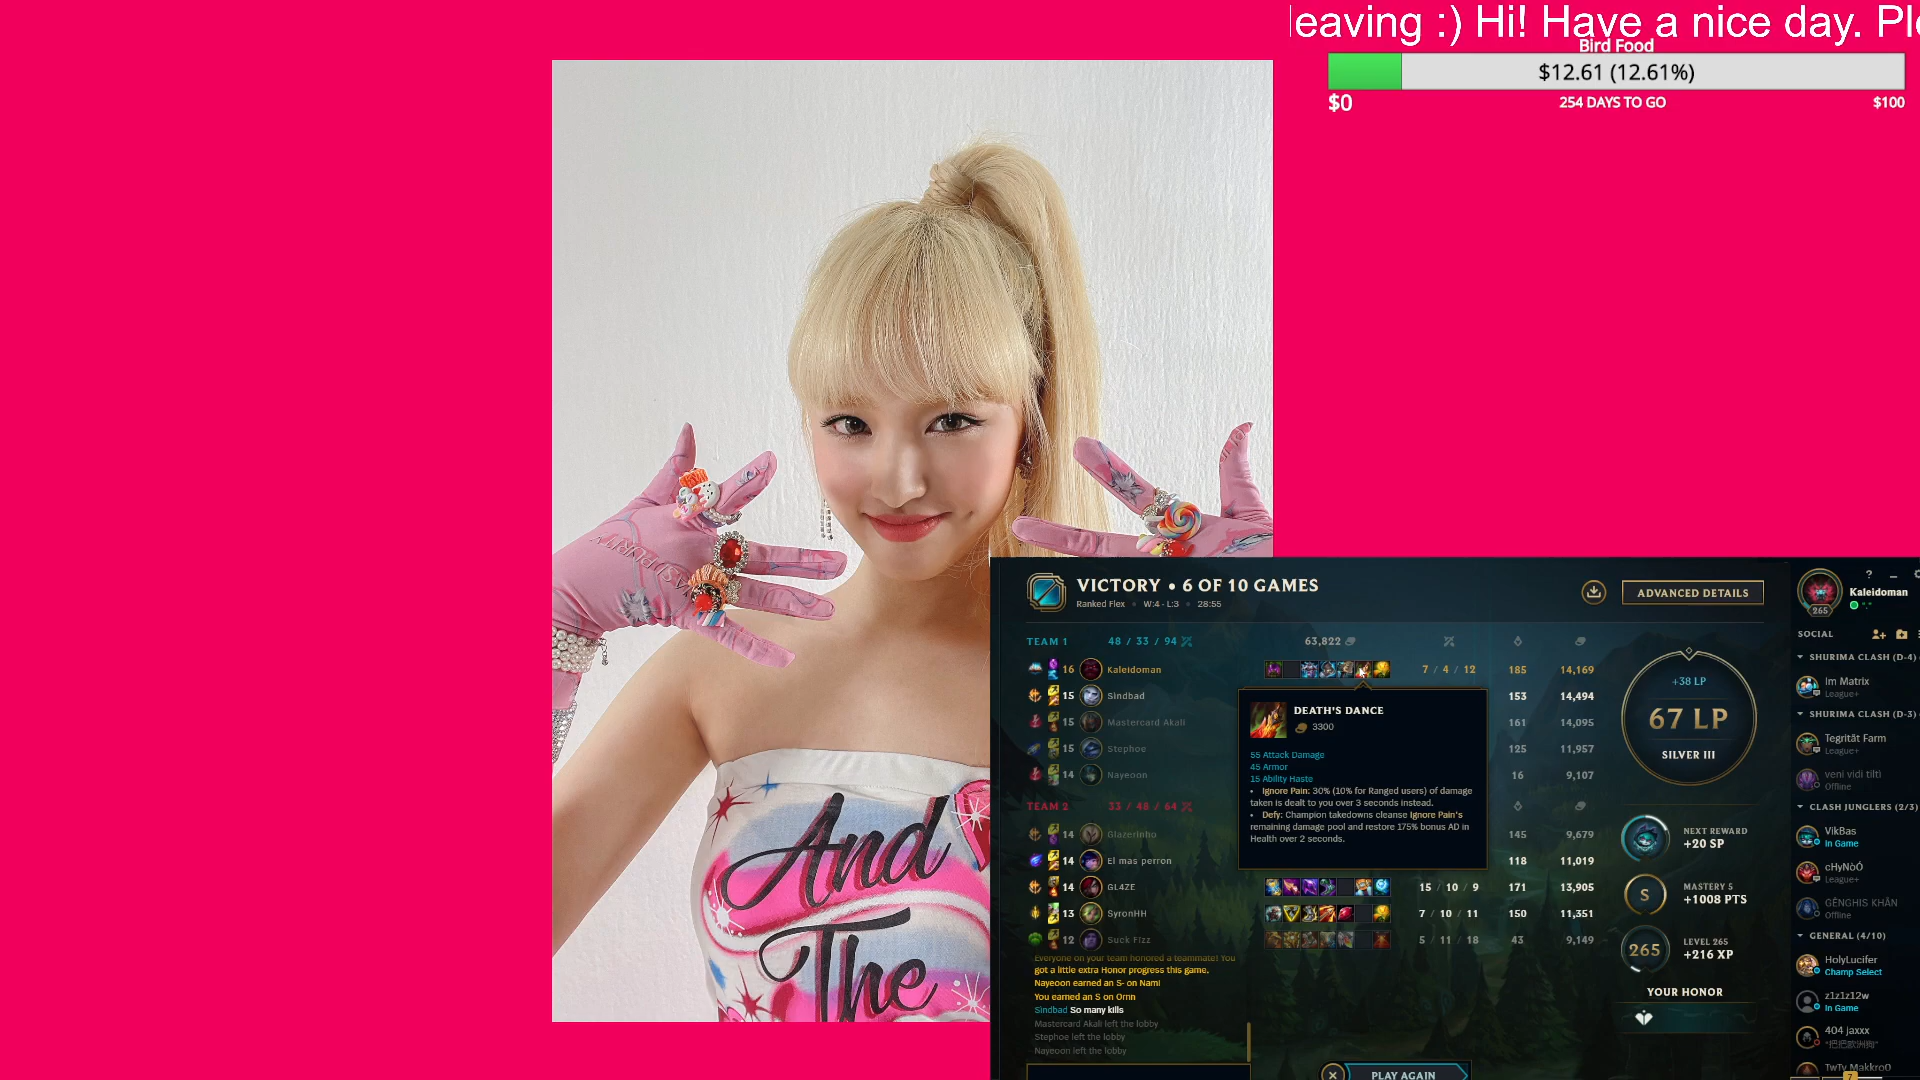 leaving :) Hi! Have a nice day. Pl
Bird Food
$12.61 (12.61%)
$0
254 DAYS TO GO
$100
And
The
VICTORY • 6 OF 10 GAMES
Ranked Flex • W:4 - L:3 • 28:55
ADVANCED DETAILS
TEAM 1 48 / 33 / 94 63,822
16 Kaleidoman 7 / 4 / 12 185 14,169
15 Sindbad 153 14,494
15 Mastercard Akali 161 14,095
15 Stephoe 125 11,957
14 Nayeoon 16 9,107
DEATH'S DANCE
3300
55 Attack Damage
45 Armor
15 Ability Haste
• Ignore Pain: 30% (10% for Ranged users) of damage
taken is dealt to you over 3 seconds instead.
• Defy: Champion takedowns cleanse Ignore Pain's
remaining damage pool and restore 175% bonus AD in
Health over 2 seconds.
TEAM 2 33 / 48 / 64
14 Glazerinho 145 9,679
14 El mas perron 118 11,019
14 GL4ZE 15 / 10 / 9 171 13,905
13 SyronHH 7 / 10 / 11 150 11,351
12 Suck Fizz 5 / 11 / 18 43 9,149
Everyone on your team honored a teammate! You
got a little extra Honor progress this game.
Nayeoon earned an S- on Nami
You earned an S on Ornn
Sindbad So many kills
Mastercard Akali left the lobby
Stephoe left the lobby
Nayeoon left the lobby
PLAY AGAIN
+38 LP
67 LP
SILVER III
NEXT REWARD
+20 SP
S
MASTERY 5
+1008 PTS
265
LEVEL 265
+216 XP
YOUR HONOR
?
Kaleidoman
265
"."
SOCIAL
SHURIMA CLASH (D-4)
Im Matrix
League+
SHURIMA CLASH (D-3)
Tegrität Farm
League+
veni vidi tilti
Offline
CLASH JUNGLERS (2/3)
VikBas
In Game
cHyNòÓ
League+
GËNGHIS KHÃN
Offline
GENERAL (4/10)
HolyLucifer
Champ Select
z1z1z12w
In Game
404 jaxxx
TwTv Makkro0
7